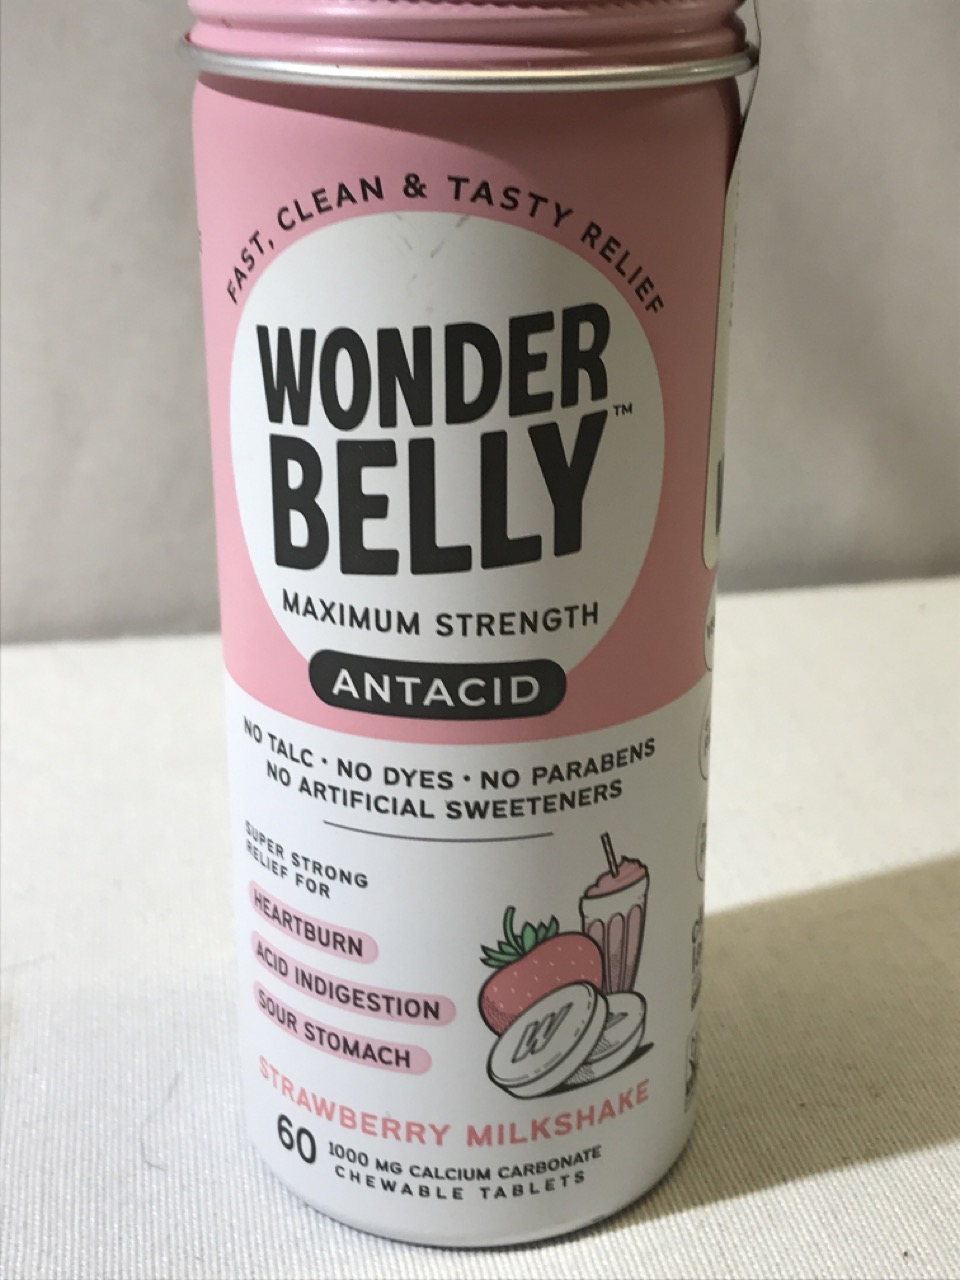 FAST, CLEAN & TASTY RELIEF
WONDER
BELLY™
MAXIMUM STRENGTH
ANTACID
NO TALC • NO DYES • NO PARABENS
NO ARTIFICIAL SWEETENERS
SUPER STRONG
RELIEF FOR
HEARTBURN
ACID INDIGESTION
SOUR STOMACH
W
STRAWBERRY MILKSHAKE
60 1000 MG CALCIUM CARBONATE
CHEWABLE TABLETS